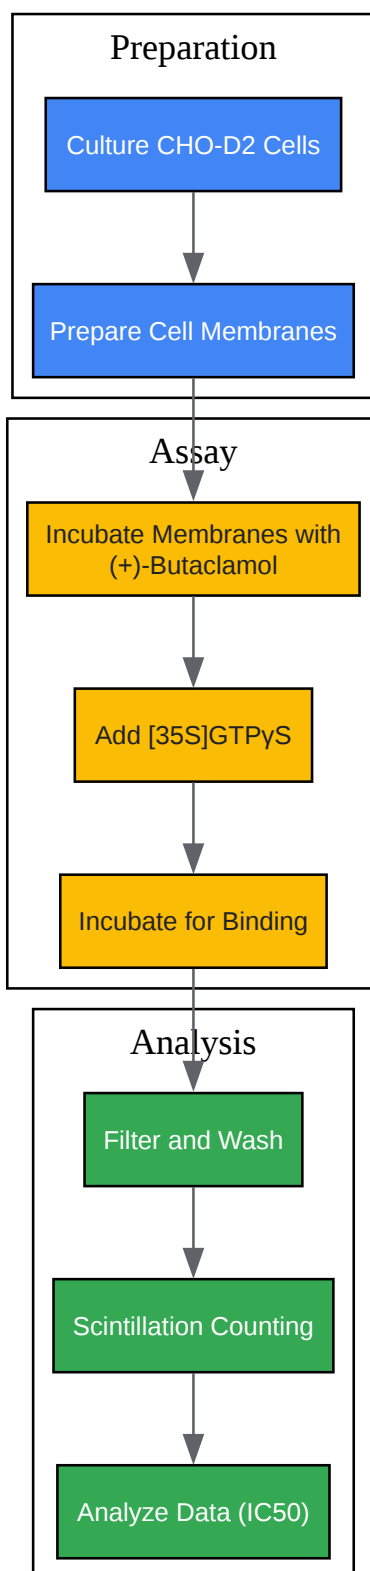 Preparation
Culture CHO-D2 Cells
Prepare Cell Membranes
Assay
Incubate Membranes with
(+)-Butaclamol
Add [35S]GTPγS
Incubate for Binding
Analysis
Filter and Wash
Scintillation Counting
Analyze Data (IC50)